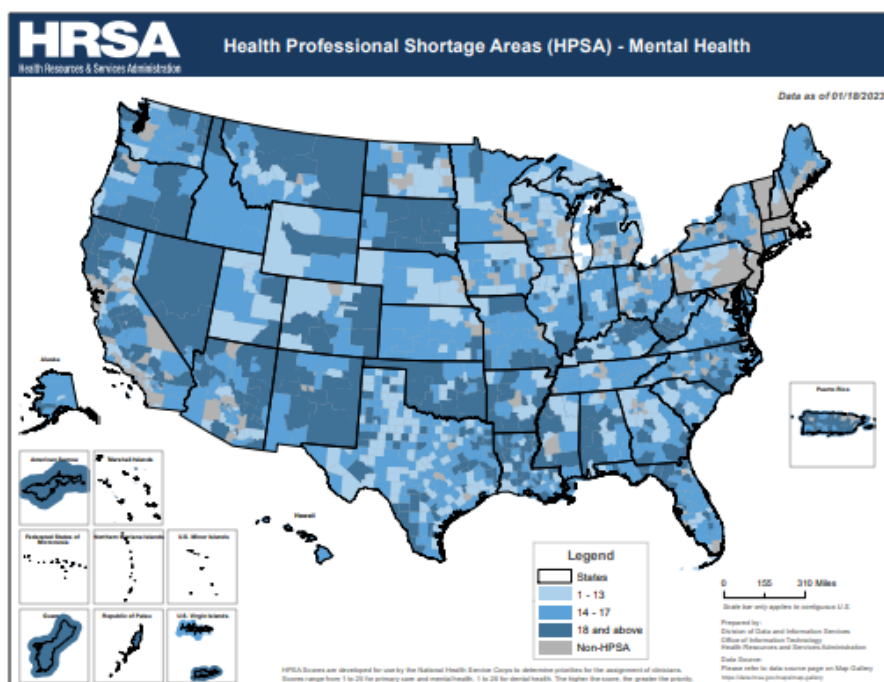 HRSA
Health Resources & Services Administration
Health Professional Shortage Areas (HPSA) - Mental Health
Data as of 01/18/2023
Alaska
Puerto Rico
American Samoa
Marshall Islands
Hawaii
Federated States of
Micronesia
Northern Mariana Islands
U.S. Minor Islands
Guam
Republic of Palau
U.S. Virgin Islands
Legend
States
1 - 13
14 - 17
18 and above
Non-HPSA
0 155 310 Miles
Scale bar only applies to contiguous U.S.
Prepared by:
Division of Data and Information Services
Office of Information Technology
Health Resources and Services Administration
Data Source:
Please refer to data source page on Map Gallery
https://data.hrsa.gov/maps/map-gallery
HPSA Scores are developed for use by the National Health Service Corps to determine priorities for the assignment of clinicians.
Scores range from 1 to 25 for primary care and mental health, 1 to 26 for dental health. The higher the score, the greater the priority.